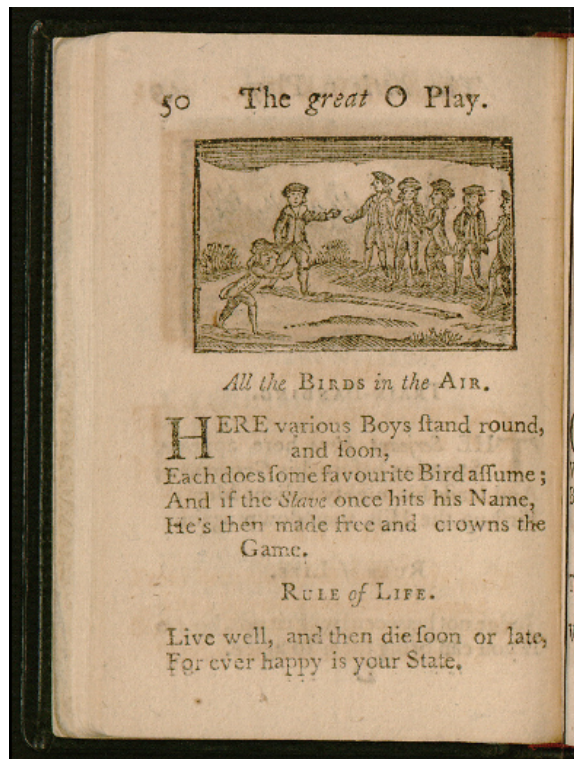 50 The great O Play.
All the BIRDS in the AIR.
HERE various Boys ſtand round,
and ſoon,
Each does ſome favourite Bird aſſume;
And if the Slave once hits his Name,
He's then made free and crowns the
Game.
RULE of LIFE.
Live well, and then die ſoon or late,
For ever happy is your State.